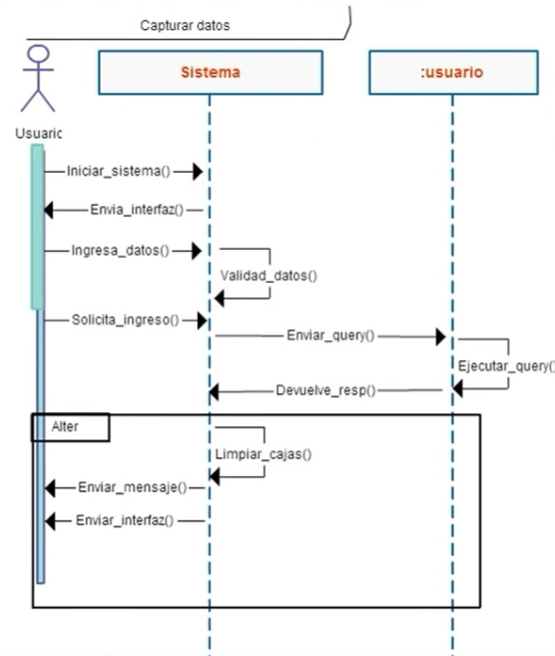 Capturar datos
Sistema
:usuario
Usuaric
Iniciar_sistema()
Envia_interfaz()
Ingresa_datos()
Validad_datos()
Solicita_ingreso()
Enviar_query()
Ejecutar_query()
Devuelve_resp()
Alter
Limpiar_cajas()
Enviar_mensaje()
Enviar_interfaz()